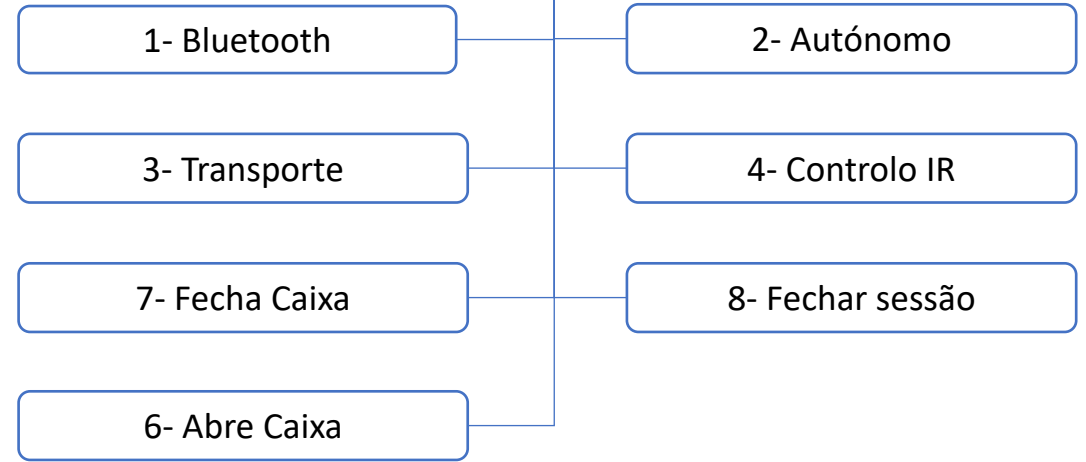 1- Bluetooth
2- Autónomo
3- Transporte
4- Controlo IR
7- Fecha Caixa
8- Fechar sessão
6- Abre Caixa